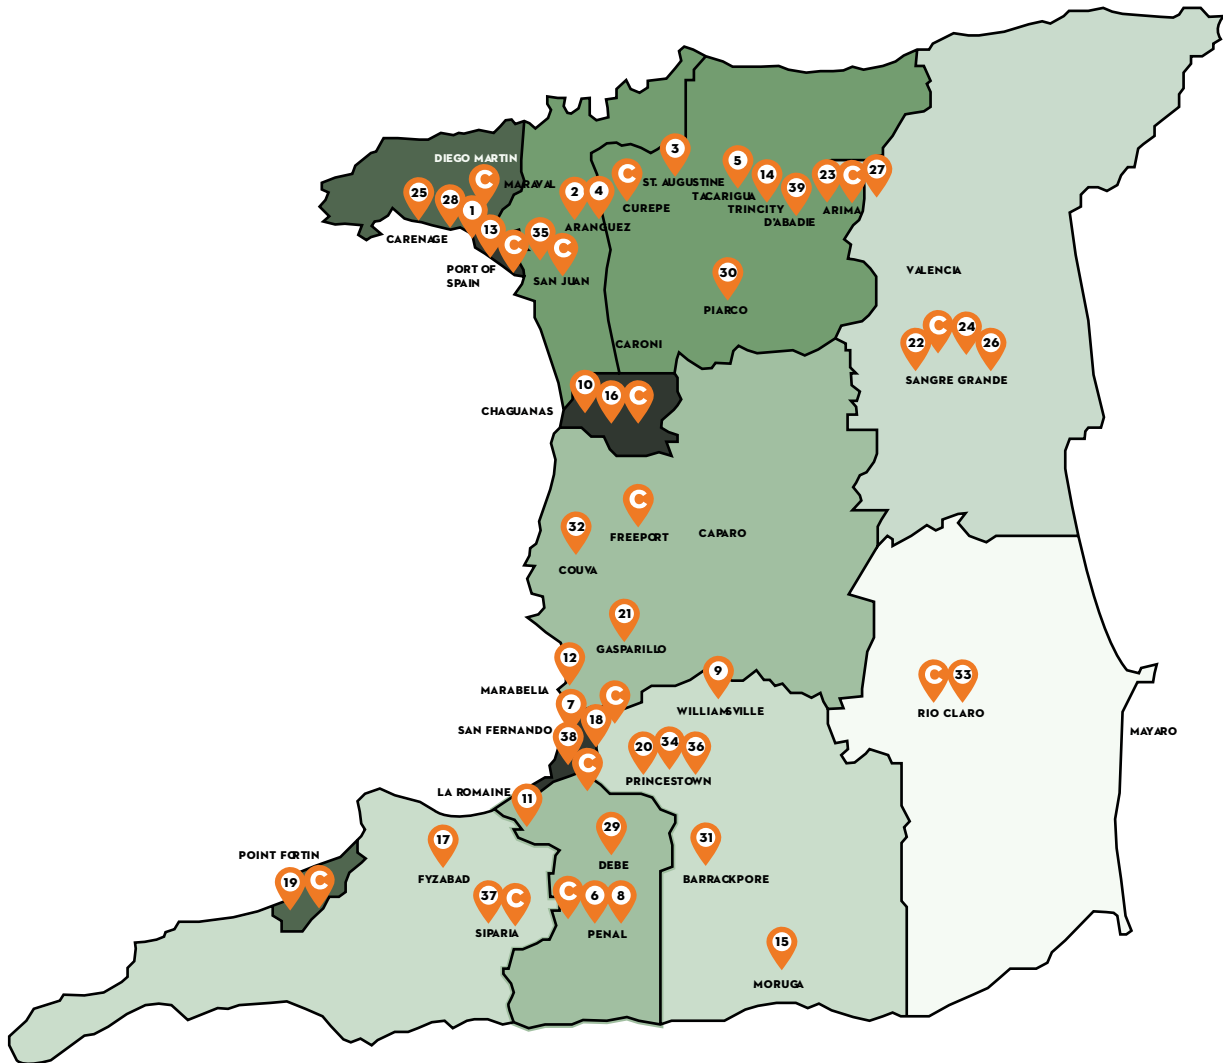 3
C
5
27
DIEGO MARTIN
C
MARAVAL
25
28
1
13
2
4
C
ST. AUGUSTINE
TACARIGUA
14
23
C
39
CUREPE
TRINCITY
ARIMA
D'ABADIE
ARANGUEZ
CARENAGE
35
C
C
PORT OF
SPAIN
SAN JUAN
30
VALENCIA
PIARCO
CARONI
22
C
24
26
SANGRE GRANDE
10
16
C
CHAGUANAS
C
32
FREEPORT
CAPARO
COUVA
21
GASPARILLO
12
9
MARABELIA
7
C
18
WILLIAMSVILLE
C
33
RIO CLARO
SAN FERNANDO
38
20
34
36
MAYARO
C
PRINCESTOWN
LA ROMAINE
11
17
29
31
POINT FORTIN
DEBE
19
C
FYZABAD
BARRACKPORE
37
C
C
6
8
SIPARIA
PENAL
15
MORUGA